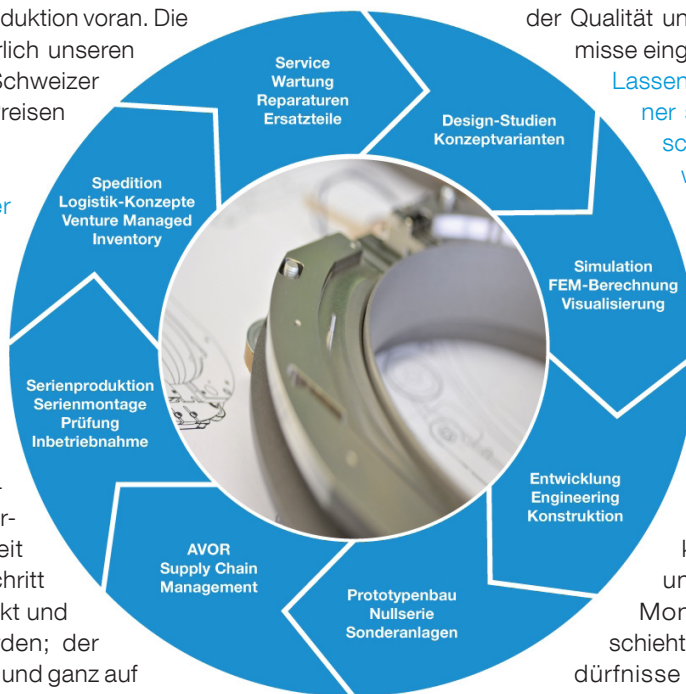 duktion voran. Die
rlich unseren
Schweizer
reisen
er
r-
eit
chritt
kt und
rden; der
und ganz auf
Service
Wartung
Reparaturen
Ersatzteile
Design-Studien
Konzeptvarianten
Simulation
FEM-Berechnung
Visualisierung
Entwicklung
Engineering
Konstruktion
Prototypenbau
Nullserie
Sonderanlagen
AVOR
Supply Chain
Management
Serienproduktion
Serienmontage
Prüfung
Inbetriebnahme
Spedition
Logistik-Konzepte
Venture Managed
Inventory
der Qualität un
misse eing
Lassen
ner
sc
k
un
Mon
schieht
dürfnisse